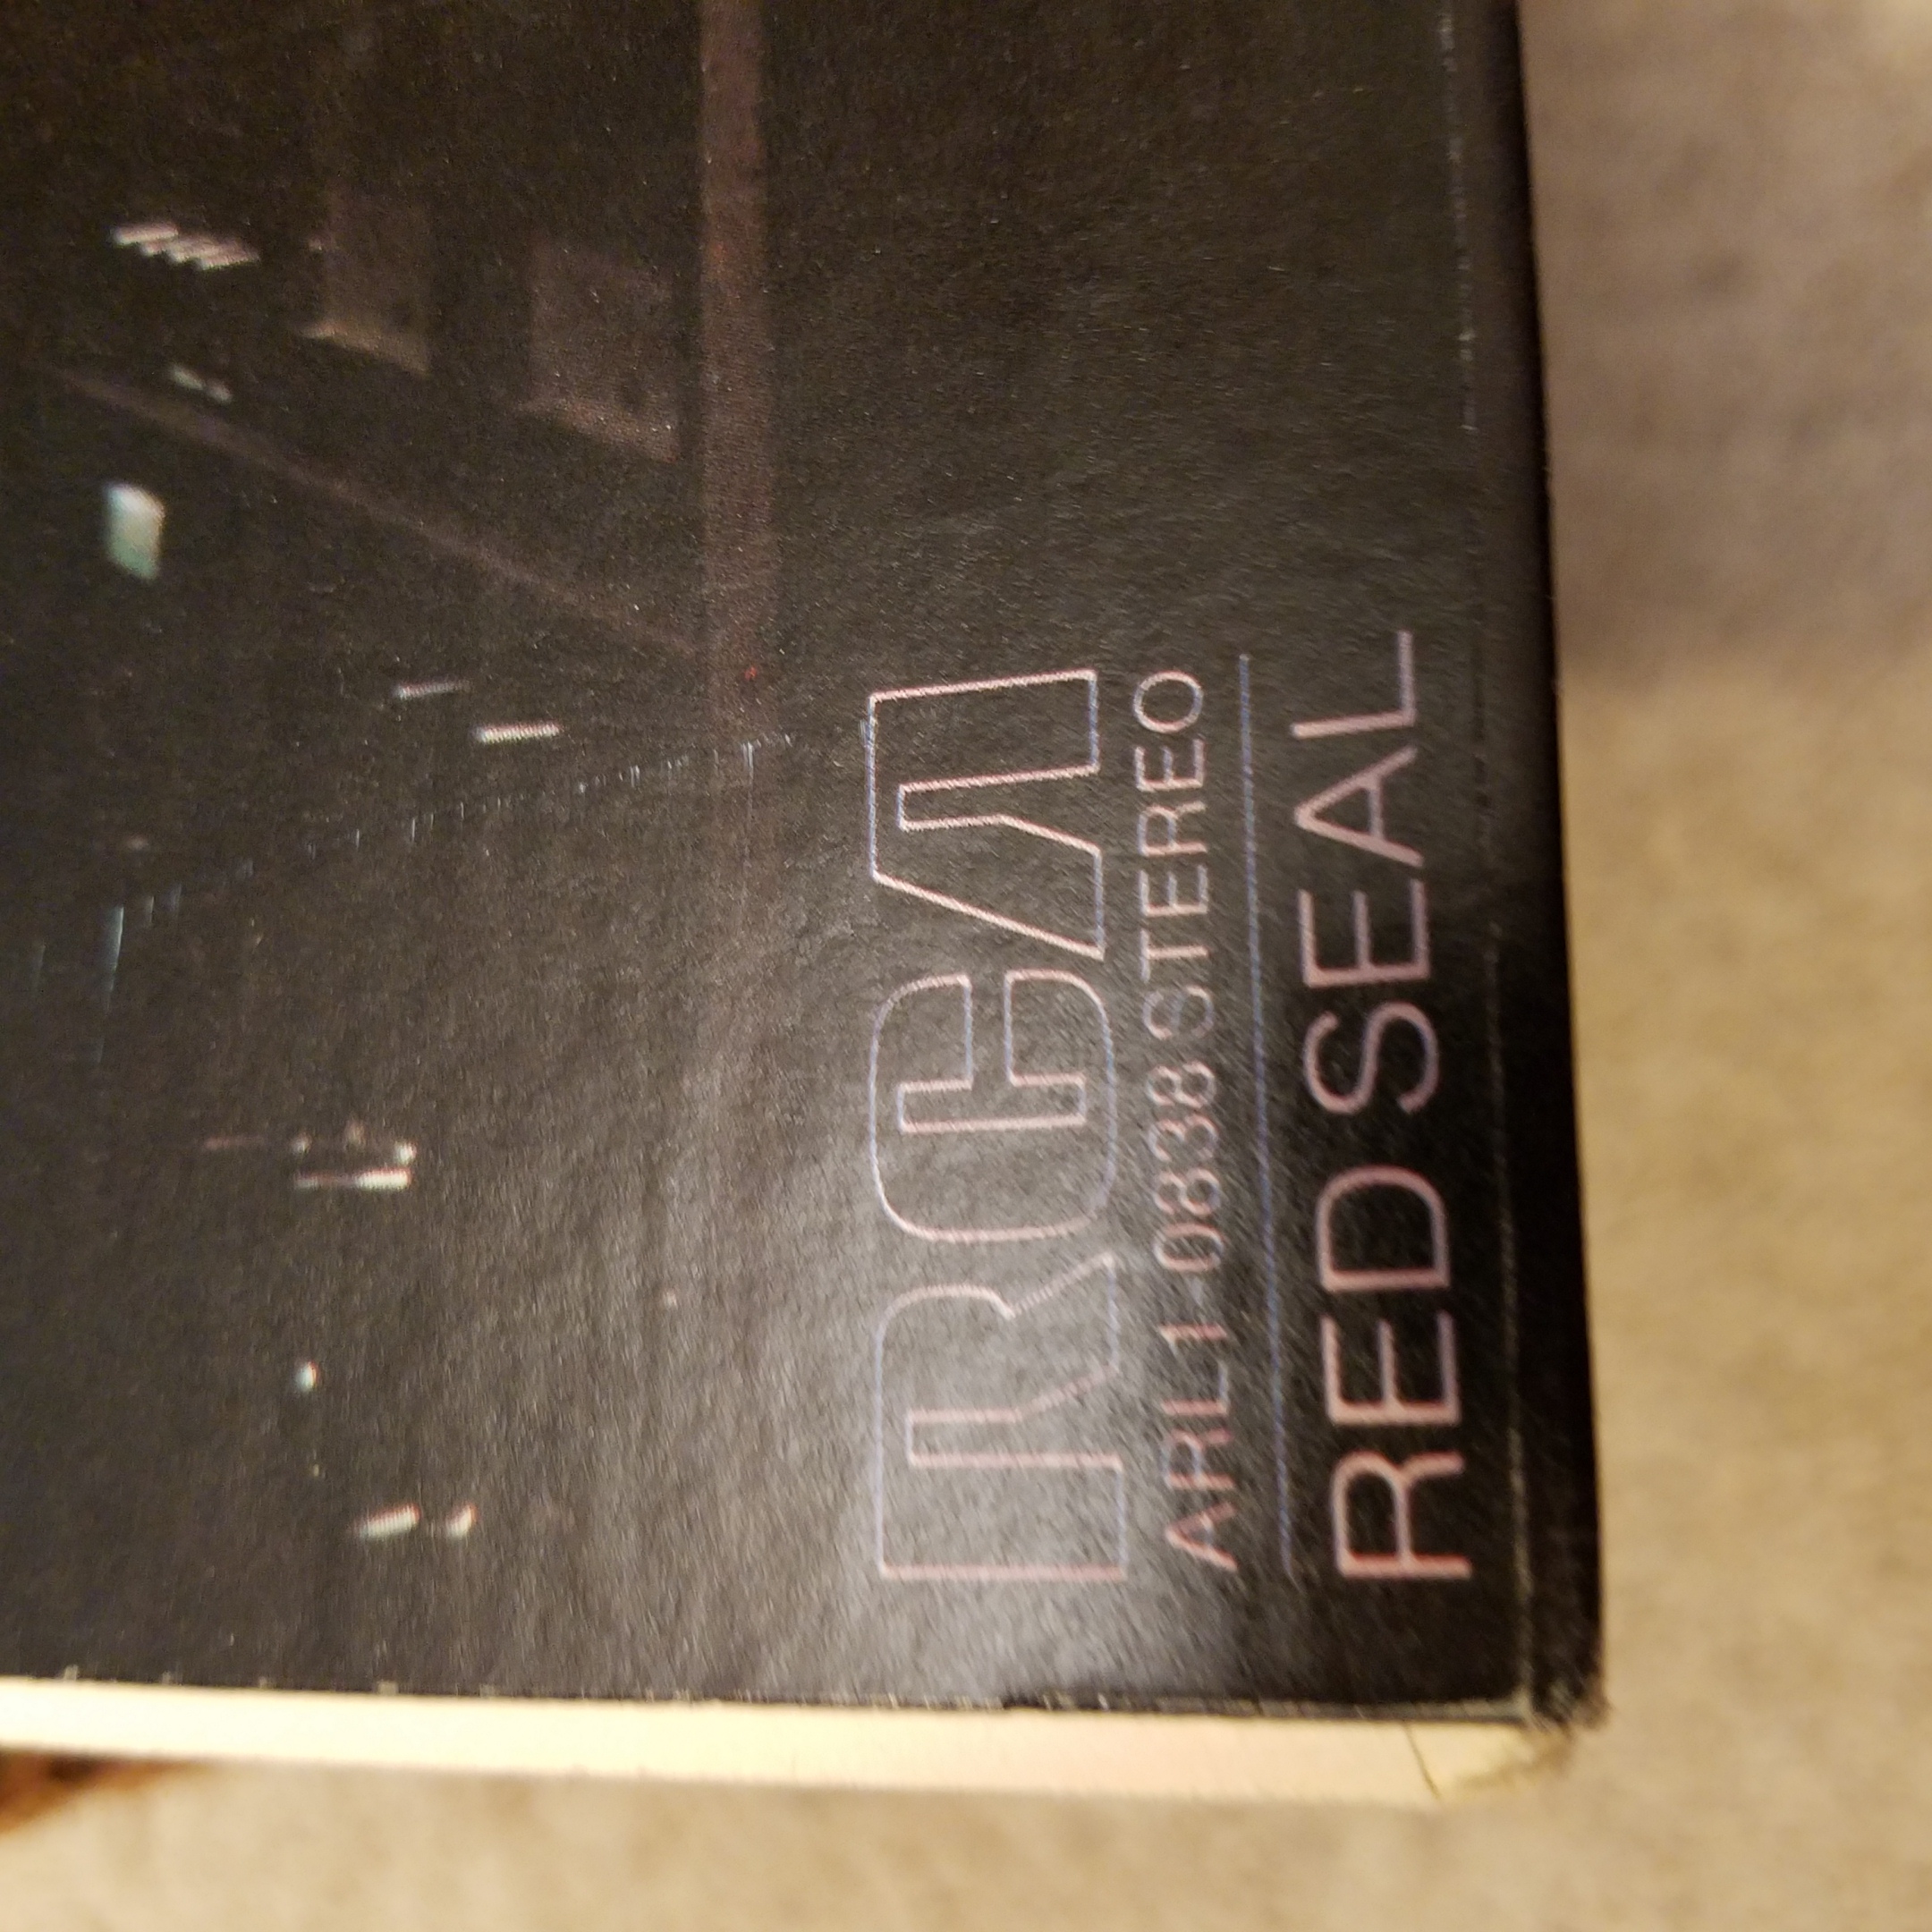 RCA
ARL1-0838 STEREO
RED SEAL